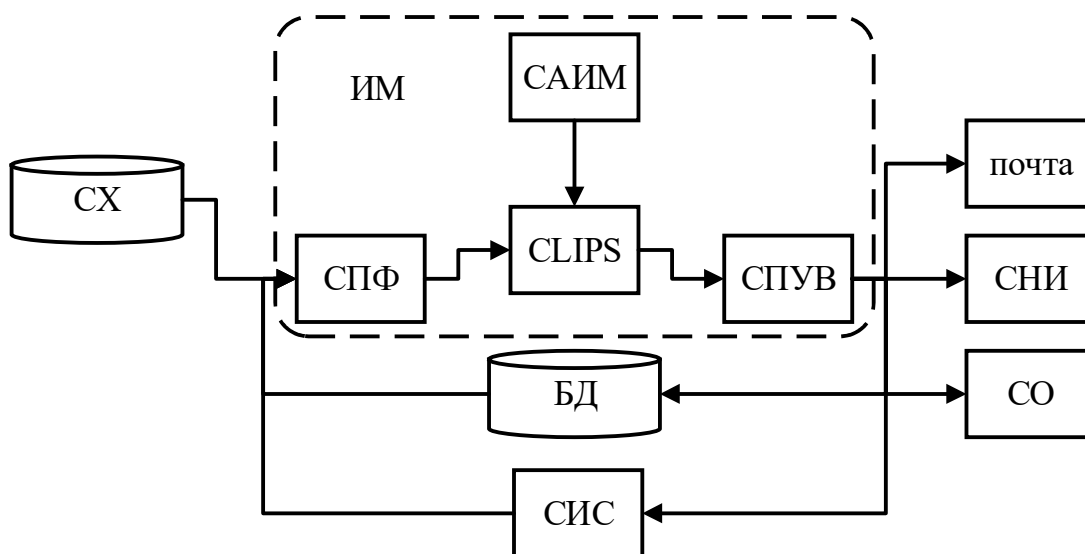 ИМ
САИМ
почта
СХ
CLIPS
СПФ
СПУВ
СНИ
БД
СО
СИС